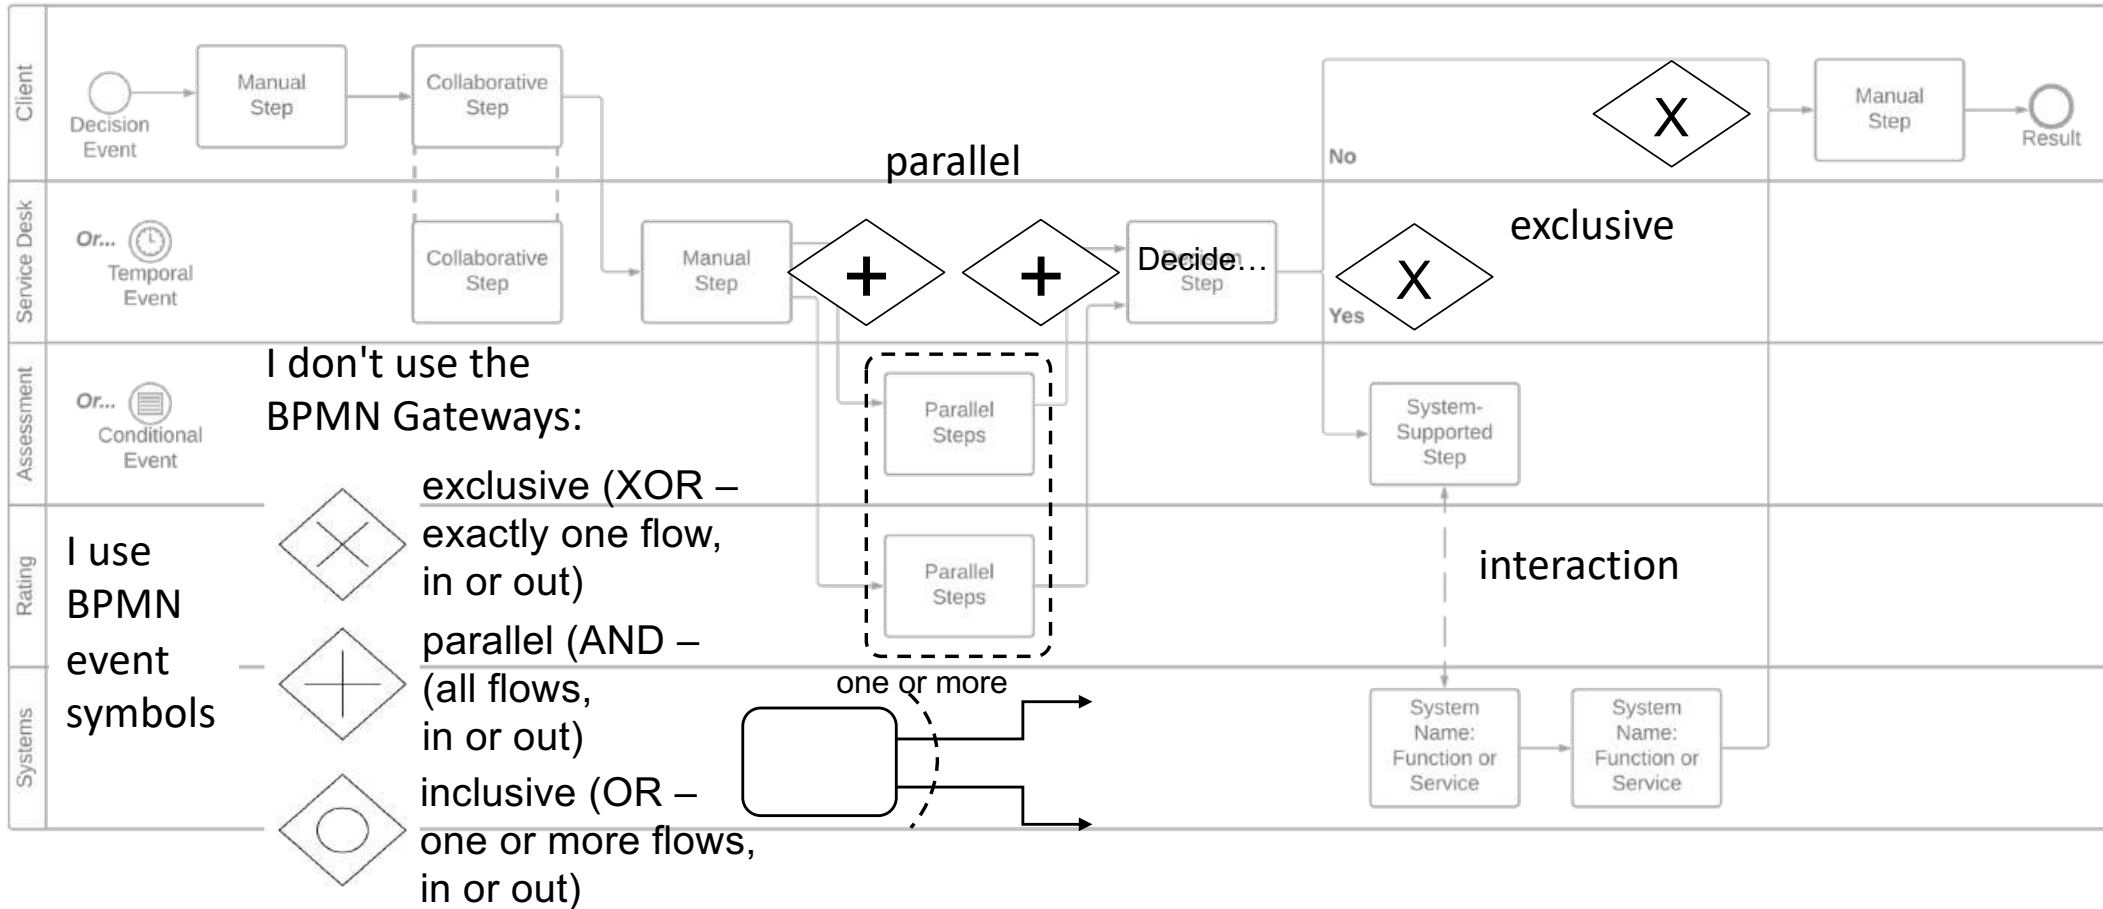 Client
Decision
Event
Manual
Step
Collaborative
Step
parallel
No
X
Manual
Step
Result
Service Desk
Or...
Temporal
Event
Collaborative
Step
Manual
Step
+
+
Decide…
Step
Yes
X
exclusive
Assessment
Or...
Conditional
Event
I don't use the
BPMN Gateways:
Parallel
Steps
System-
Supported
Step
exclusive (XOR –
exactly one flow,
in or out)
Rating
I use
BPMN
event
symbols
Parallel
Steps
interaction
parallel (AND –
(all flows,
in or out)
Systems
one or more
System
Name:
Function or
Service
System
Name:
Function or
Service
inclusive (OR –
one or more flows,
in or out)